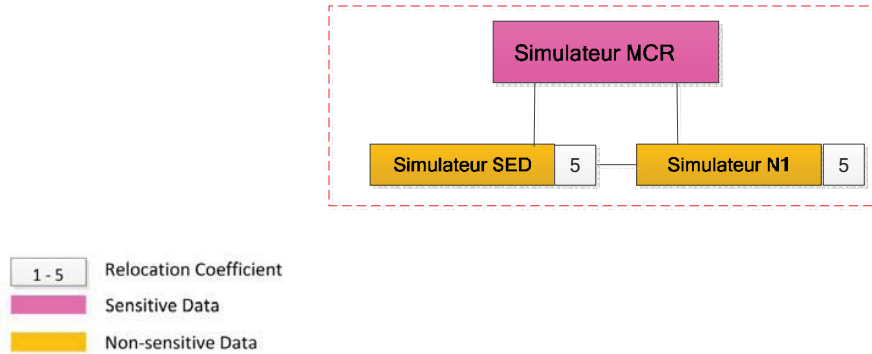 Simulateur MCR
Simulateur SED 5
Simulateur N1 5
1 - 5 Relocation Coefficient
Sensitive Data
Non-sensitive Data